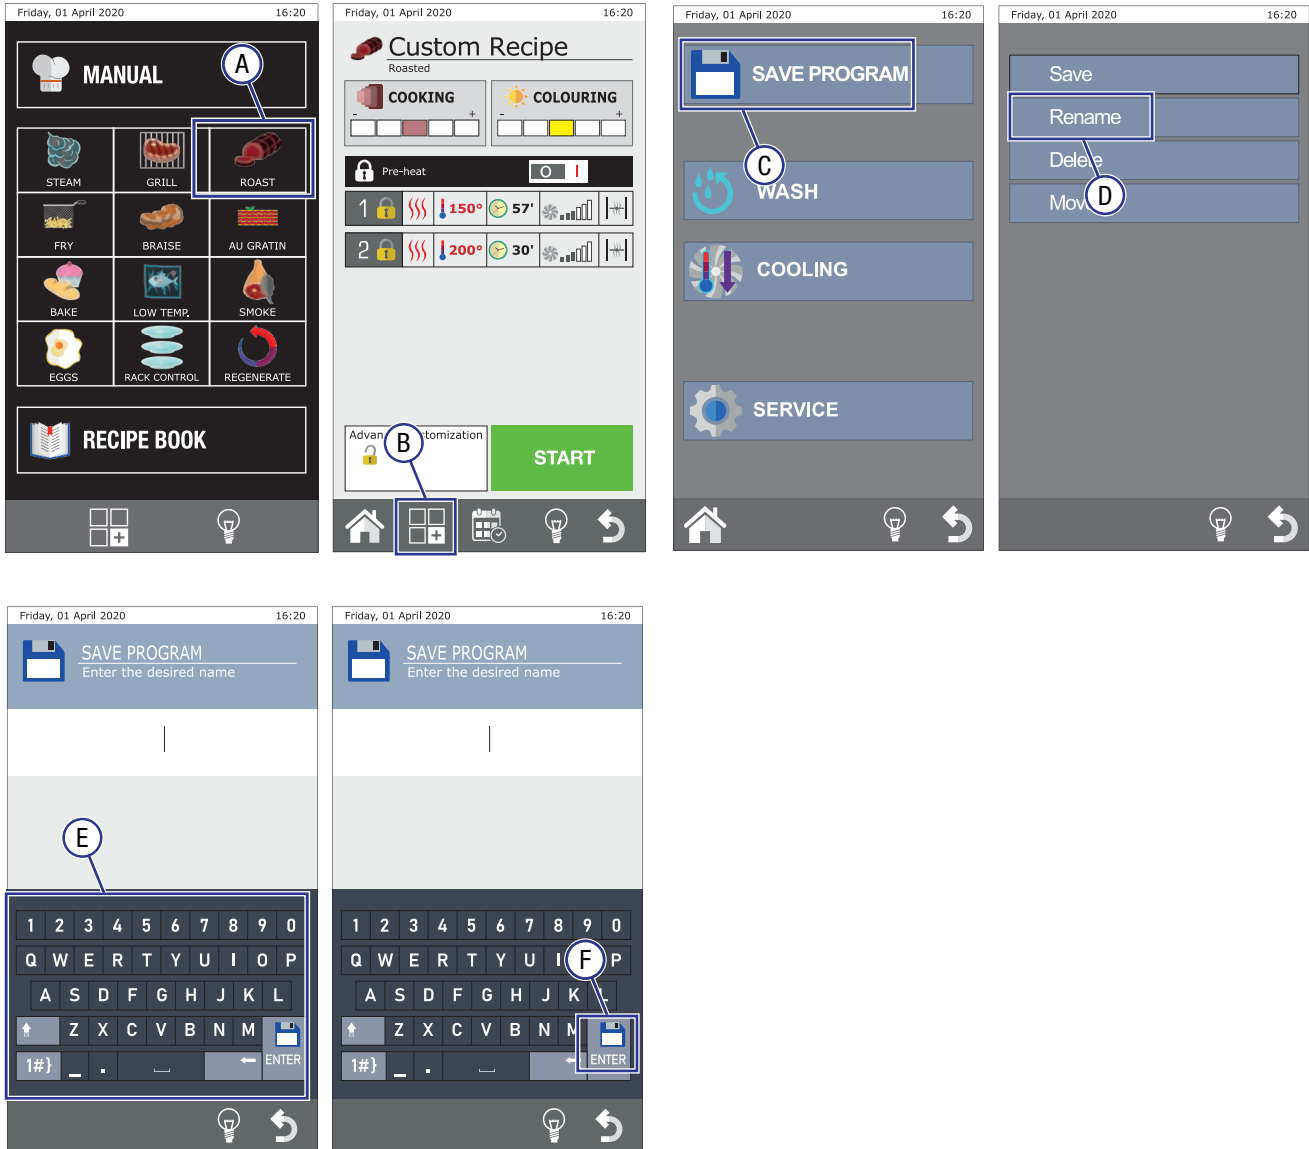 Friday, 01 April 2020 16:20
MANUAL
A
STEAM GRILL ROAST
FRY BRAISE AU GRATIN
BAKE LOW TEMP. SMOKE
EGGS RACK CONTROL REGENERATE
RECIPE BOOK
Friday, 01 April 2020 16:20
Custom Recipe
Roasted
COOKING COLOURING
- + - +
Pre-heat O I
1 150° 57'
2 200° 30'
Advan tomization
B
START
Friday, 01 April 2020 16:20
SAVE PROGRAM
C
WASH
COOLING
SERVICE
Friday, 01 April 2020 16:20
Save
Rename
Delete
Mov
D
Friday, 01 April 2020 16:20
SAVE PROGRAM
Enter the desired name
E
1 2 3 4 5 6 7 8 9 0
Q W E R T Y U I O P
A S D F G H J K L
Z X C V B N M
1#} _ . ENTER
Friday, 01 April 2020 16:20
SAVE PROGRAM
Enter the desired name
1 2 3 4 5 6 7 8 9 0
Q W E R T Y U I P
F
A S D F G H J K L
Z X C V B N M
1#} _ . ENTER